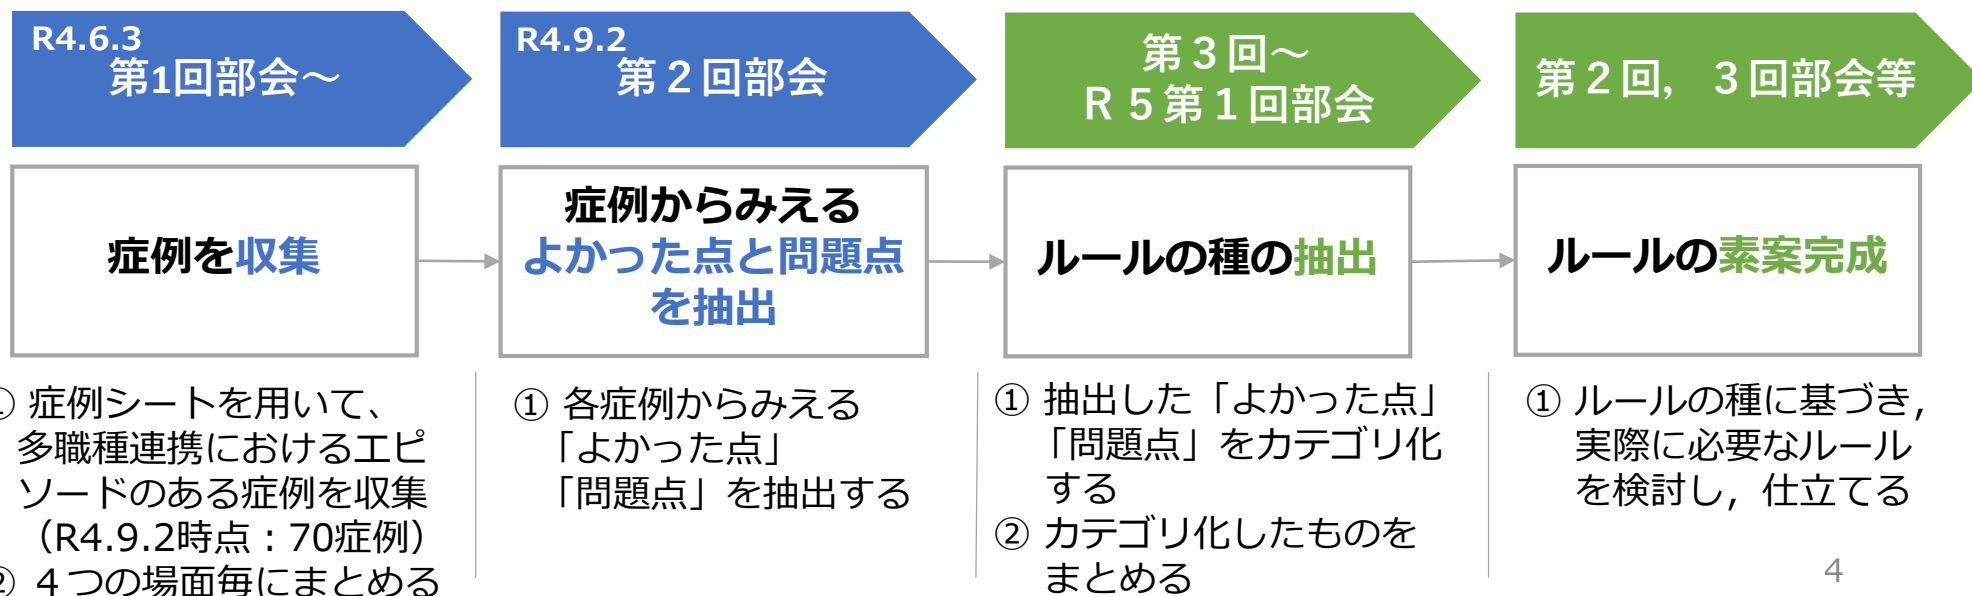 R4.6.3
第1回部会～
R4.9.2
第２回部会
第３回～
Ｒ５第１回部会
第２回，３回部会等
症例を収集
症例からみえる
よかった点と問題点
を抽出
ルールの種の抽出
ルールの素案完成
① 症例シートを用いて、
多職種連携におけるエピ
ソードのある症例を収集
（R4.9.2時点：70症例）
② ４つの場面毎にまとめる
① 各症例からみえる
「よかった点」
「問題点」を抽出する
① 抽出した「よかった点」
「問題点」をカテゴリ化
する
② カテゴリ化したものを
まとめる
① ルールの種に基づき，
実際に必要なルール
を検討し，仕立てる
4